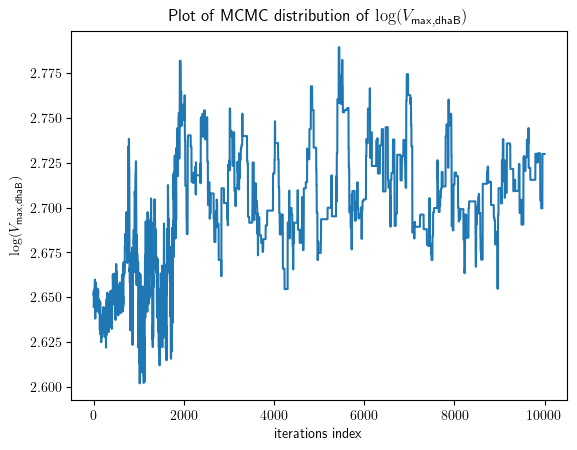 Plot of MCMC distribution of log(V_max,dhaB)
log(V_max,dhaB)
2.775
2.750
2.725
2.700
2.675
2.650
2.625
2.600
0 2000 4000 6000 8000 10000
iterations index